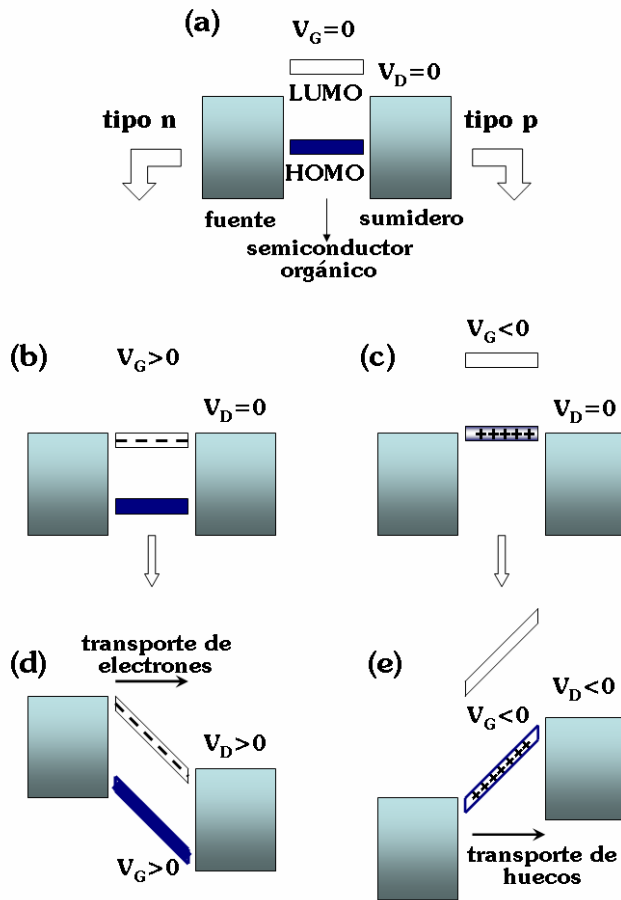 (a)
V_G=0
V_D=0
LUMO
tipo n
tipo p
HOMO
fuente
sumidero
semiconductor
orgánico
(b)
V_G>0
V_D=0
(c)
V_G<0
V_D=0
+++++
(d)
transporte de
electrones
V_D>0
V_G>0
(e)
V_D<0
V_G<0
+++++++
transporte de
huecos